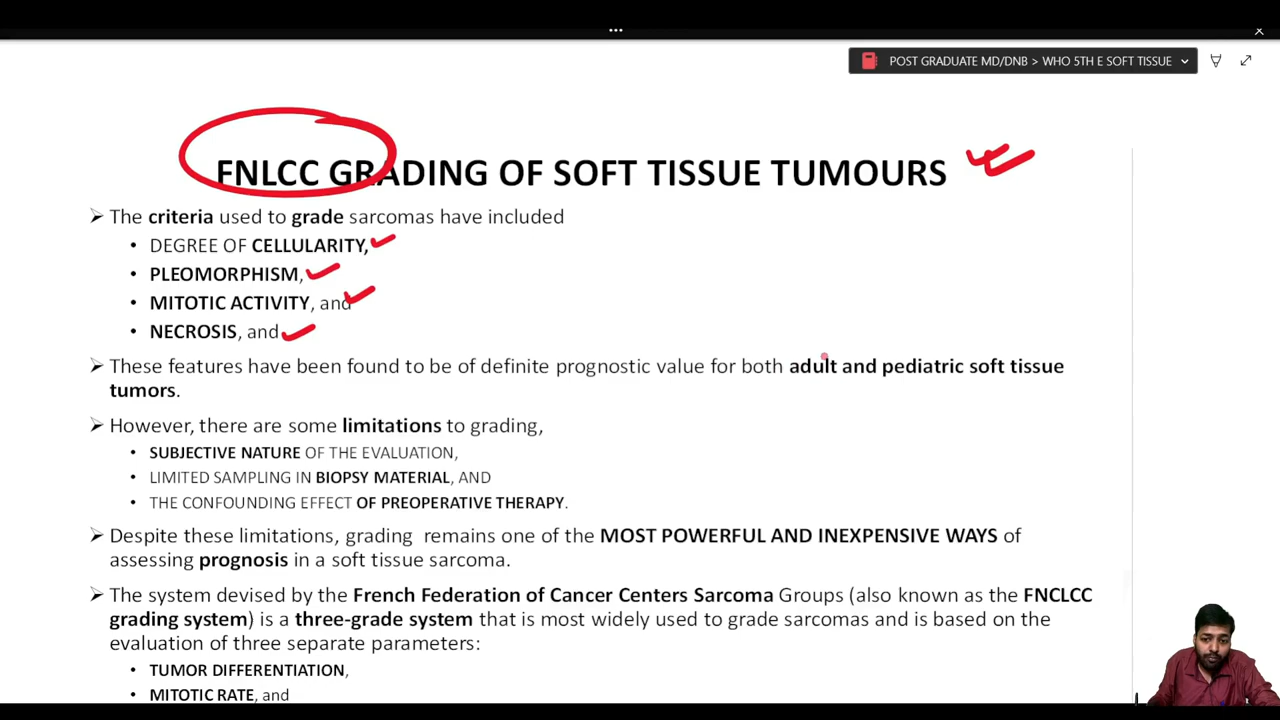 POST GRADUATE MD/DNB > WHO 5TH E SOFT TISSUE
FNLCC GRADING OF SOFT TISSUE TUMOURS
The criteria used to grade sarcomas have included
• DEGREE OF CELLULARITY,
• PLEOMORPHISM,
• MITOTIC ACTIVITY, and
• NECROSIS, and
These features have been found to be of definite prognostic value for both adult and pediatric soft tissue
tumors.
However, there are some limitations to grading,
• SUBJECTIVE NATURE OF THE EVALUATION,
• LIMITED SAMPLING IN BIOPSY MATERIAL, AND
• THE CONFOUNDING EFFECT OF PREOPERATIVE THERAPY.
Despite these limitations, grading remains one of the MOST POWERFUL AND INEXPENSIVE WAYS of
assessing prognosis in a soft tissue sarcoma.
The system devised by the French Federation of Cancer Centers Sarcoma Groups (also known as the FNCLCC
grading system) is a three-grade system that is most widely used to grade sarcomas and is based on the
evaluation of three separate parameters:
• TUMOR DIFFERENTIATION,
• MITOTIC RATE, and